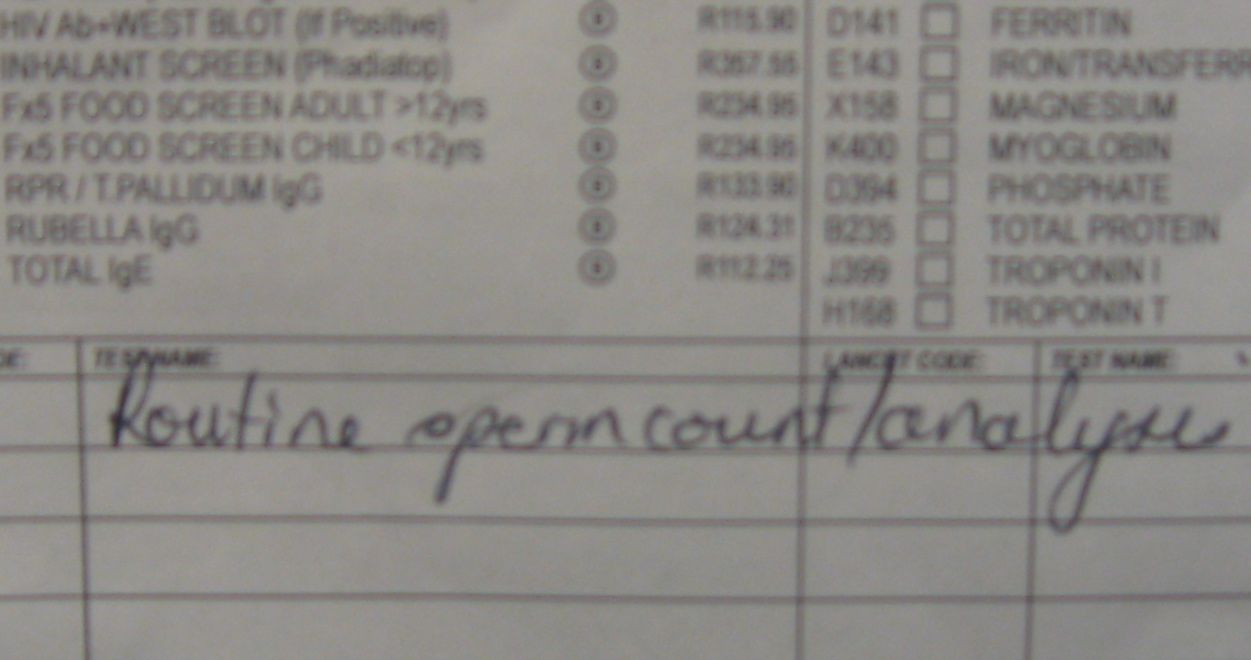 HIV Ab+WEST BLOT (If Positive) R115.90 D141 FERRITIN
INHALANT SCREEN (Phadiatop) R367.55 E143 IRON/TRANSFERR
Fx5 FOOD SCREEN ADULT >12yrs R234.95 X158 MAGNESIUM
Fx5 FOOD SCREEN CHILD <12yrs R234.95 K400 MYOGLOBIN
RPR / T.PALLIDUM IgG R133.90 D394 PHOSPHATE
RUBELLA IgG R124.31 B235 TOTAL PROTEIN
TOTAL IgE R112.25 J399 TROPONIN I
H168 TROPONIN T
DE: TEST NAME: LANCET CODE: TEST NAME:
Routine sperm count/analysis